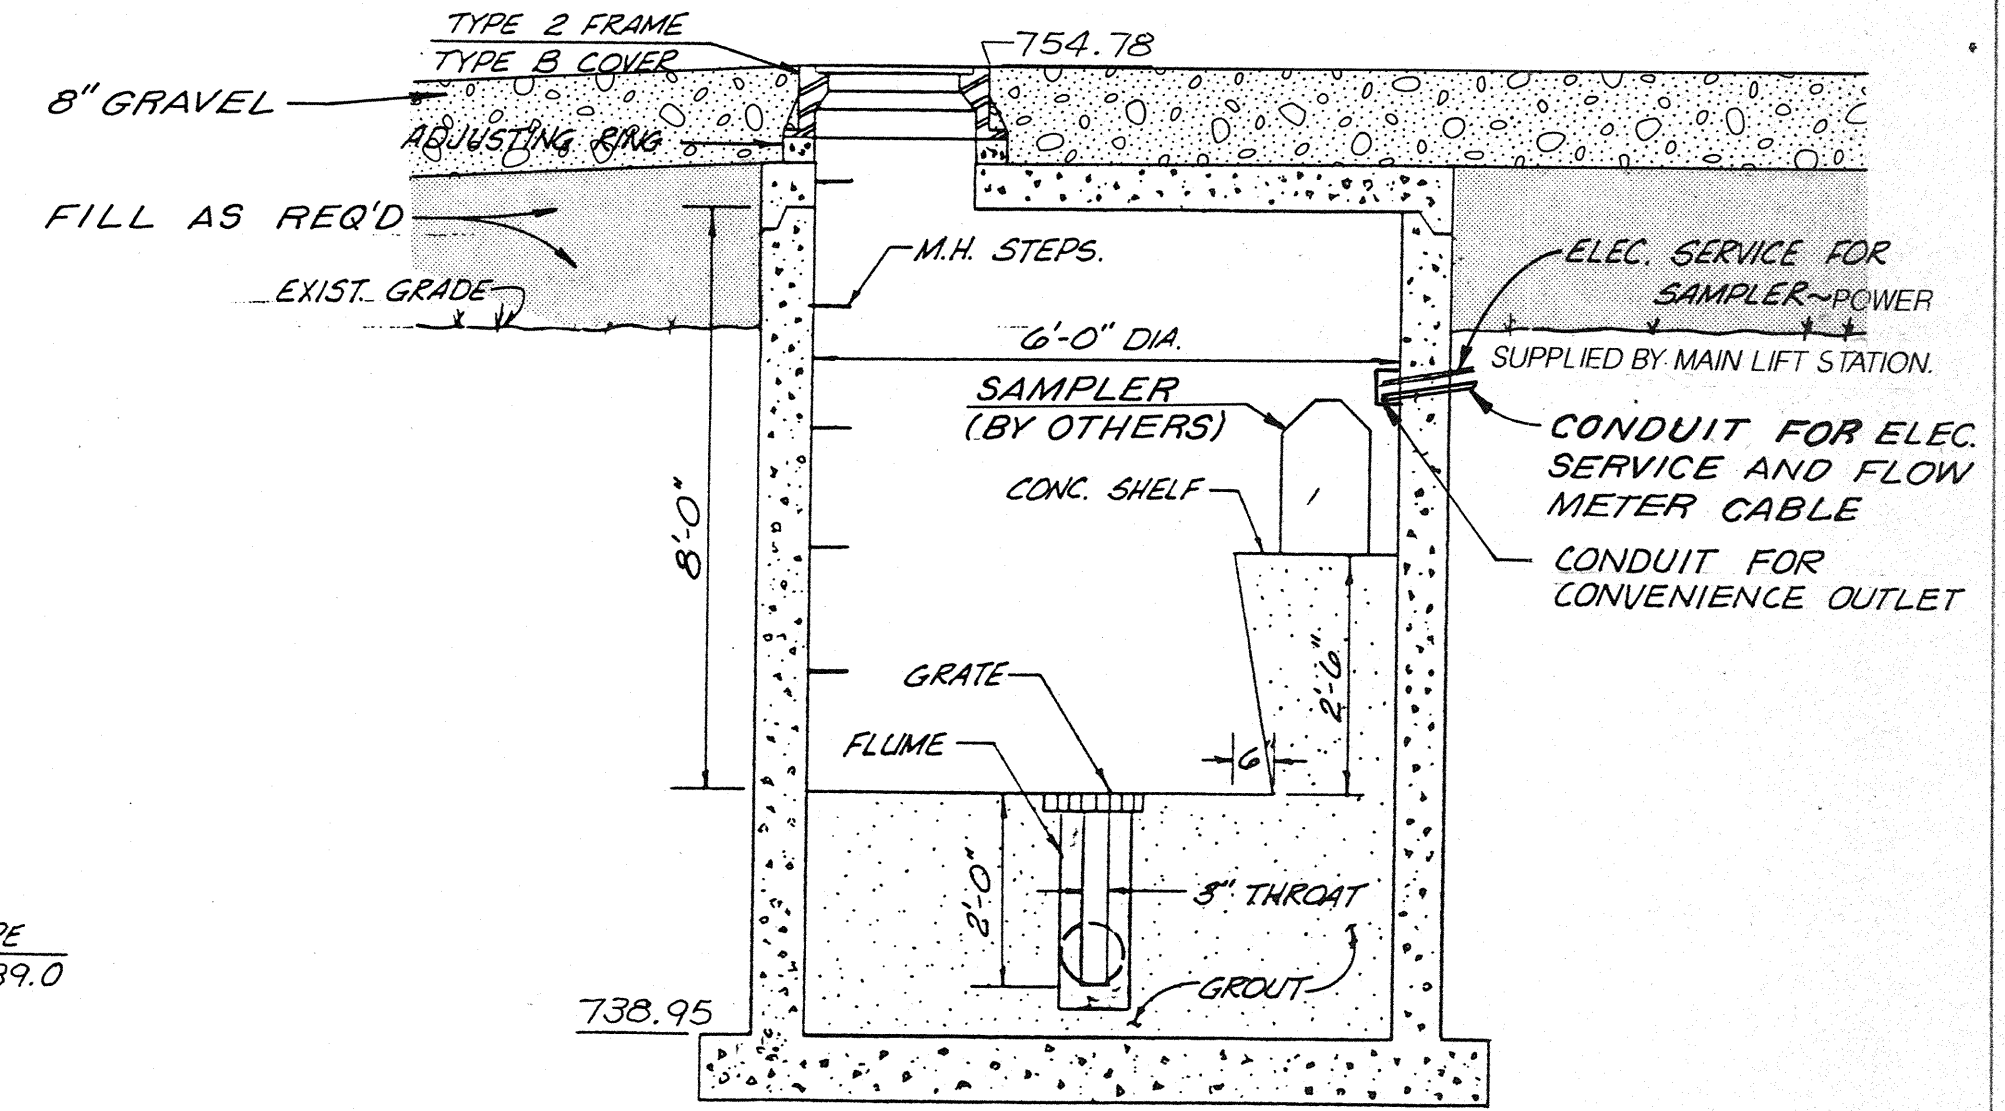 TYPE 2 FRAME
TYPE B COVER
754.78
8" GRAVEL
ADJUSTING RING
FILL AS REQ'D
M.H. STEPS.
EXIST. GRADE
ELEC. SERVICE FOR
SAMPLER~POWER
SUPPLIED BY MAIN LIFT STATION.
6'-0" DIA.
SAMPLER
(BY OTHERS)
CONDUIT FOR ELEC.
SERVICE AND FLOW
METER CABLE
CONC. SHELF
8'-0"
CONDUIT FOR
CONVENIENCE OUTLET
2'-6"
GRATE
FLUME
6"
2'-0"
3" THROAT
GROUT
738.95
39.0